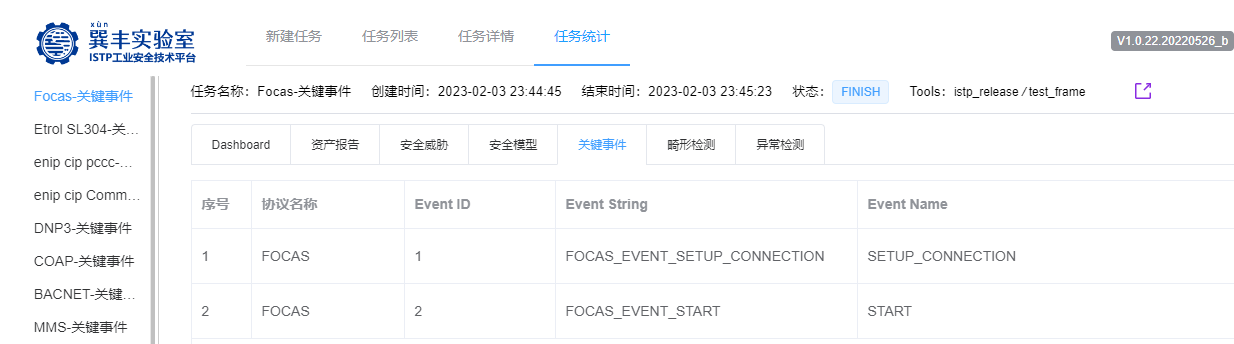 xùn
巽丰实验室
ISTP工业安全技术平台
新建任务 任务列表 任务详情 任务统计
V1.0.22.20220526_b
Focas-关键事件
Etrol SL304-关...
enip cip pccc-...
enip cip Comm...
DNP3-关键事件
COAP-关键事件
BACNET-关键...
MMS-关键事件
任务名称：Focas-关键事件 创建时间：2023-02-03 23:44:45 结束时间：2023-02-03 23:45:23 状态： FINISH Tools： istp_release / test_frame
Dashboard 资产报告 安全威胁 安全模型 关键事件 畸形检测 异常检测
序号 协议名称 Event ID Event String Event Name
1 FOCAS 1 FOCAS_EVENT_SETUP_CONNECTION SETUP_CONNECTION
2 FOCAS 2 FOCAS_EVENT_START START